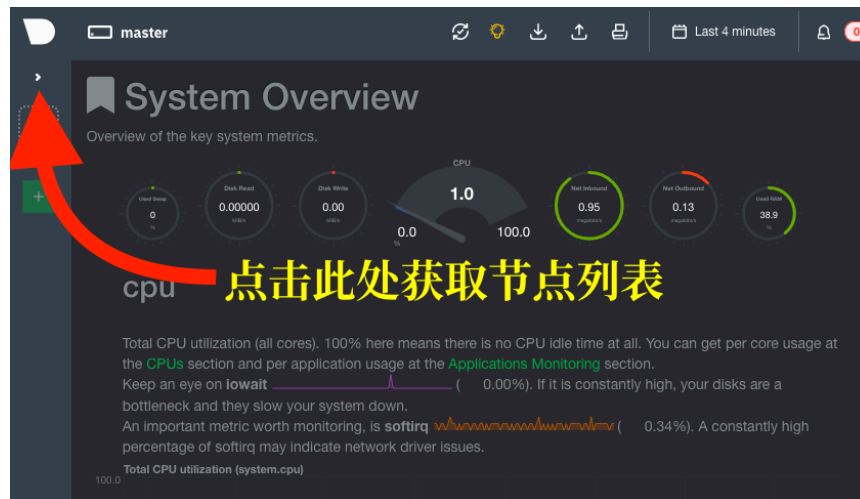 master
Last 4 minutes
0
System Overview
Overview of the key system metrics.
Used Swap
0
%
Disk Read
0.00000
MiB/s
Disk Write
0.00
MiB/s
CPU
1.0
0.0
100.0
%
Net Inbound
0.95
megabits/s
Net Outbound
0.13
megabits/s
Used RAM
38.9
%
点击此处获取节点列表
cpu
Total CPU utilization (all cores). 100% here means there is no CPU idle time at all. You can get per core usage at
the CPUs section and per application usage at the Applications Monitoring section.
Keep an eye on iowait ( 0.00%). If it is constantly high, your disks are a
bottleneck and they slow your system down.
An important metric worth monitoring, is softirq ( 0.34%). A constantly high
percentage of softirq may indicate network driver issues.
Total CPU utilization (system.cpu)
100.0